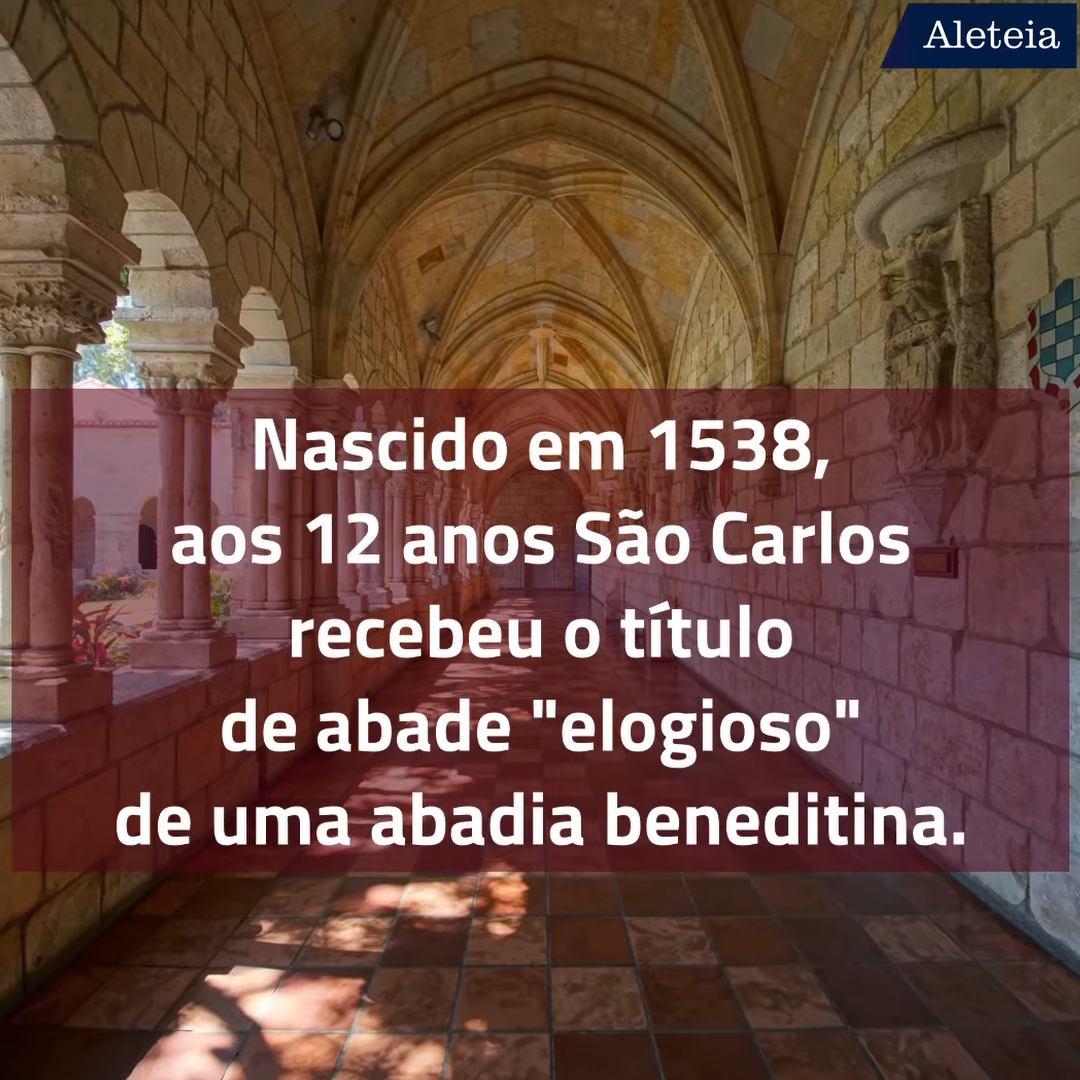 Aleteia
Nascido em 1538,
aos 12 anos São Carlos
recebeu o título
de abade "elogioso"
de uma abadia beneditina.